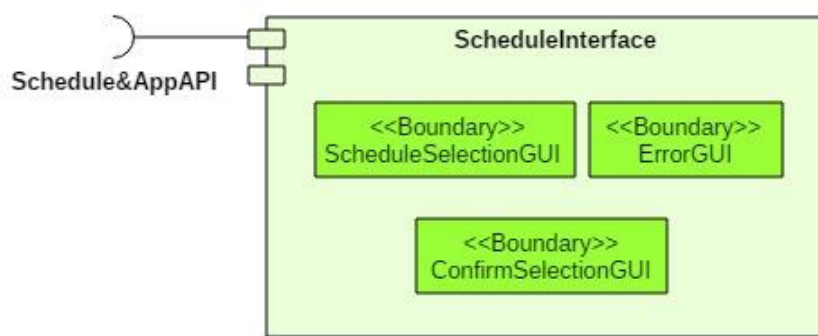 ScheduleInterface
Schedule&AppAPI
<<Boundary>>
ScheduleSelectionGUI
<<Boundary>>
ErrorGUI
<<Boundary>>
ConfirmSelectionGUI